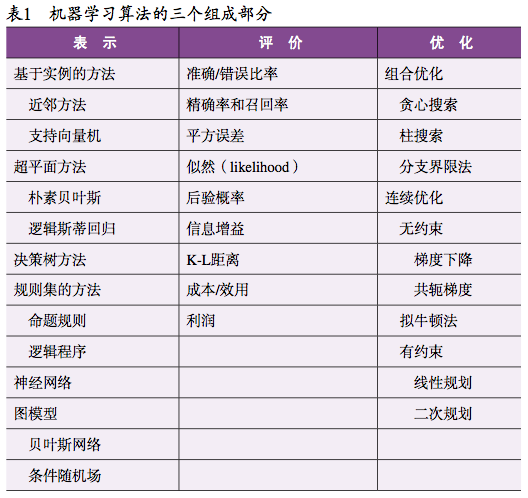 表1 机器学习算法的三个组成部分
表 示 评 价 优 化
基于实例的方法 准确/错误比率 组合优化
近邻方法 精确率和召回率 贪心搜索
支持向量机 平方误差 柱搜索
超平面方法 似然（likelihood） 分支界限法
朴素贝叶斯 后验概率 连续优化
逻辑斯蒂回归 信息增益 无约束
决策树方法 K-L距离 梯度下降
规则集的方法 成本/效用 共轭梯度
命题规则 利润 拟牛顿法
逻辑程序 有约束
神经网络 线性规划
图模型 二次规划
贝叶斯网络
条件随机场